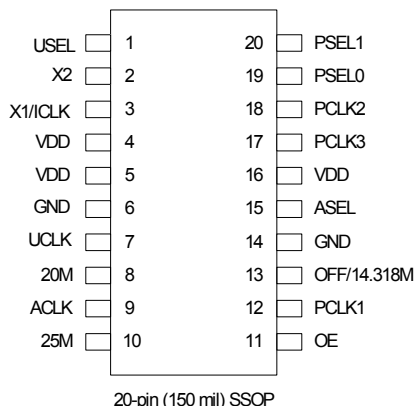 USEL 1 20 PSEL1
X2 2 19 PSEL0
X1/ICLK 3 18 PCLK2
VDD 4 17 PCLK3
VDD 5 16 VDD
GND 6 15 ASEL
UCLK 7 14 GND
20M 8 13 OFF/14.318M
ACLK 9 12 PCLK1
25M 10 11 OE
20-pin (150 mil) SSOP